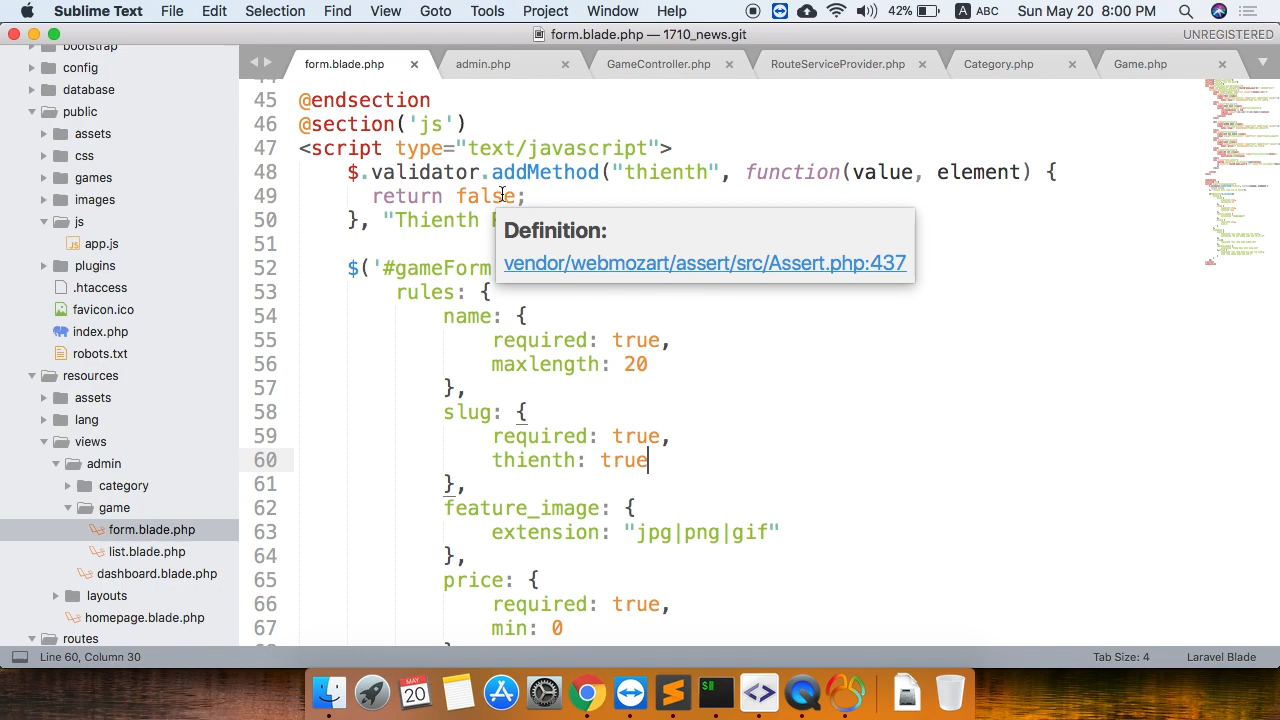 Sublime Text File Edit Selection Find View Goto Tools Project Window Help 42% A ABC Sun May 20 8:00 PM
form.blade.php — 1710_news.git UNREGISTERED
bootstrap
config
database
public
assets
css
games
images
js
app.js
plugins
.htaccess
favicon.ico
index.php
robots.txt
resources
assets
lang
views
admin
category
game
form.blade.php
list.blade.php
dashboard.blade.php
layouts
homepage.blade.php
routes
form.blade.php × admin.php × GameController.php × RouteServiceProvider.php × Category.php × Game.php ×
45 @endsection
46 @section('js')
47 <script type="text/javascript">
48 $.validator.addMethod("thienth", function(value, element) {
49 return false;
50 }, "Thienth
51
52 $('#gameForm
53 rules: {
54 name: {
55 required: true,
56 maxlength: 20
57 },
58 slug: {
59 required: true,
60 thienth: true
61 },
62 feature_image: {
63 extension: "jpg|png|gif"
64 },
65 price: {
66 required: true,
67 min: 0
Definition:
vendor/webmozart/assert/src/Assert.php:437
Line 60, Column 30 Tab Size: 4 Laravel Blade
MAY
20